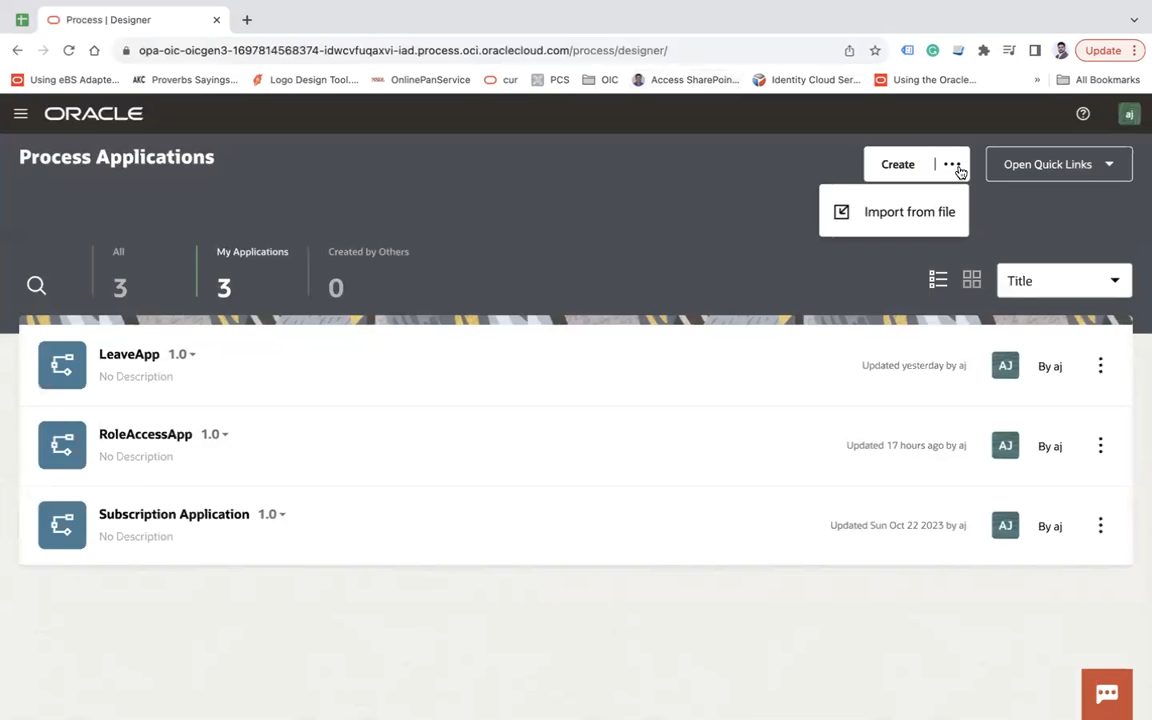 Process | Designer
opa-oic-oicgen3-1697814568374-idwcvfuqaxvi-iad.process.oci.oraclecloud.com/process/designer/
Update
Using eBS Adapte...
AKC Proverbs Sayings...
Logo Design Tool....
OnlinePanService
cur
PCS
OIC
Access SharePoin...
Identity Cloud Ser...
Using the Oracle...
»
All Bookmarks
ORACLE
aj
Process Applications
Create
Open Quick Links
Import from file
All
3
My Applications
3
Created by Others
0
Title
LeaveApp 1.0
No Description
Updated yesterday by aj
AJ
By aj
RoleAccessApp 1.0
No Description
Updated 17 hours ago by aj
AJ
By aj
Subscription Application 1.0
No Description
Updated Sun Oct 22 2023 by aj
AJ
By aj